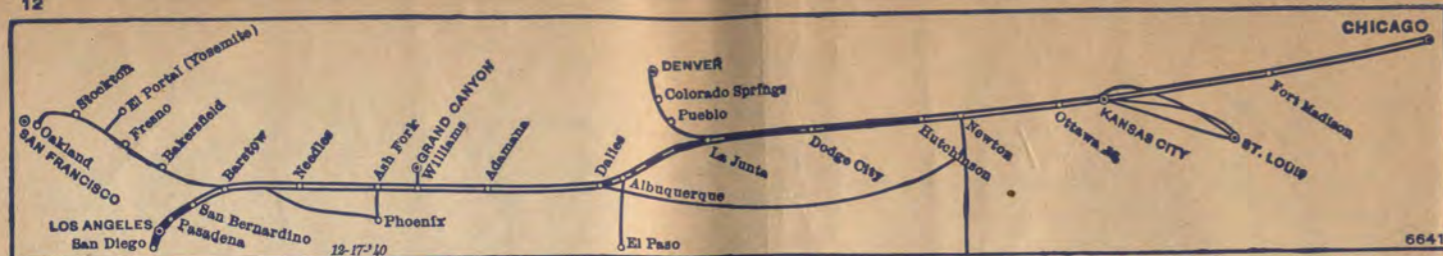 12
CHICAGO
Fort Madison
ST. LOUIS
KANSAS CITY
Ottawa Jc.
Newton
Hutchinson
Dodge City
La Junta
DENVER
Colorado Springs
Pueblo
Dalies
Albuquerque
El Paso
Adamana
GRAND CANYON
Williams
Ash Fork
Phoenix
Needles
Barstow
San Bernardino
Pasadena
LOS ANGELES
San Diego
Bakersfield
Fresno
El Portal (Yosemite)
Stockton
Oakland
SAN FRANCISCO
12-17-'40
6641